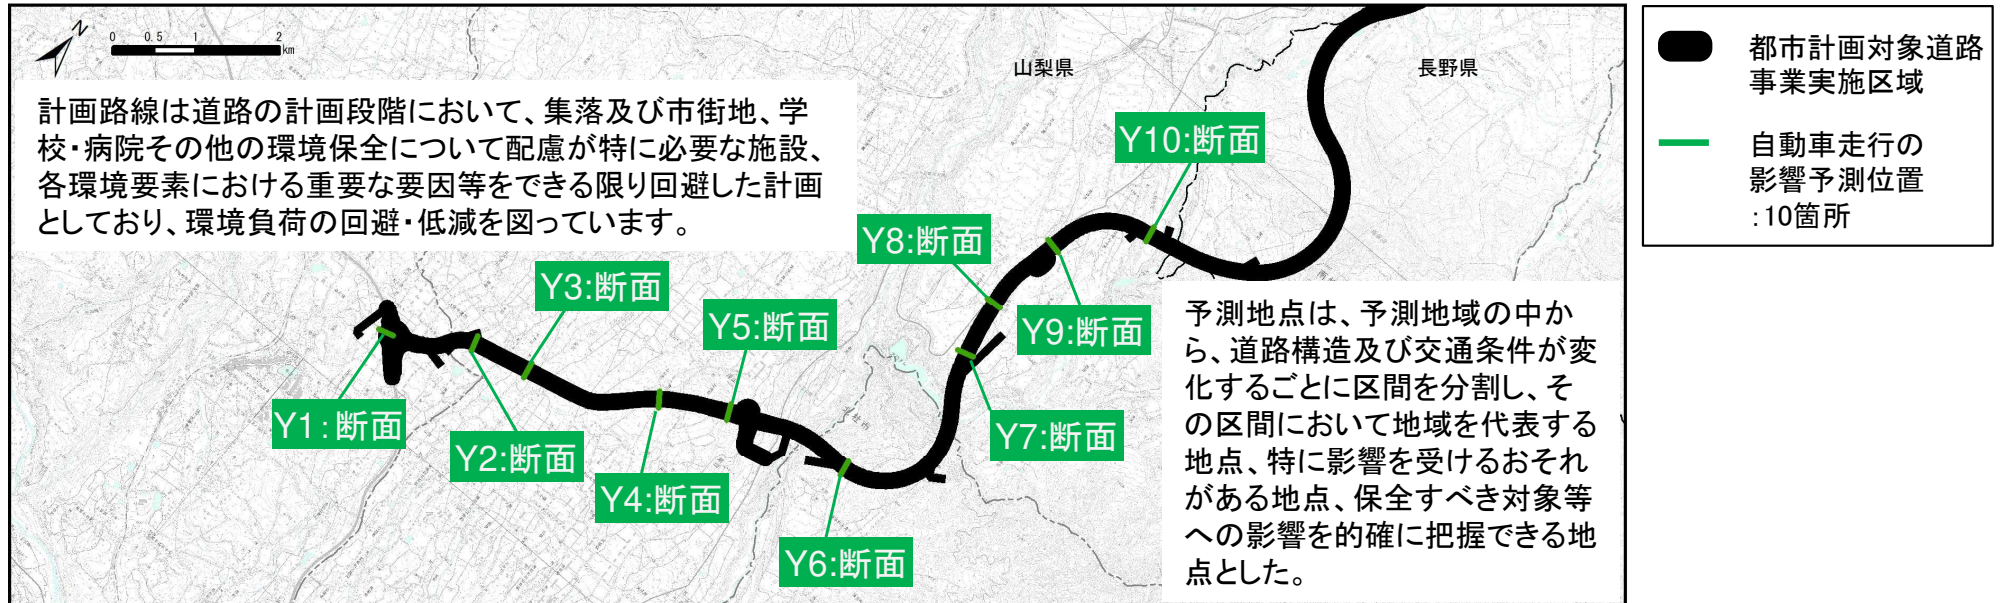 N
0 0.5 1 2
km
山梨県
長野県
計画路線は道路の計画段階において、集落及び市街地、学
校・病院その他の環境保全について配慮が特に必要な施設、
各環境要素における重要な要因等をできる限り回避した計画
としており、環境負荷の回避・低減を図っています。
Y10:断面
Y8:断面
Y3:断面
Y5:断面
Y9:断面
Y1:断面
Y2:断面
Y7:断面
Y4:断面
Y6:断面
予測地点は、予測地域の中か
ら、道路構造及び交通条件が変
化するごとに区間を分割し、そ
の区間において地域を代表する
地点、特に影響を受けるおそれ
がある地点、保全すべき対象等
への影響を的確に把握できる地
点とした。
都市計画対象道路
事業実施区域
自動車走行の
影響予測位置
:10箇所